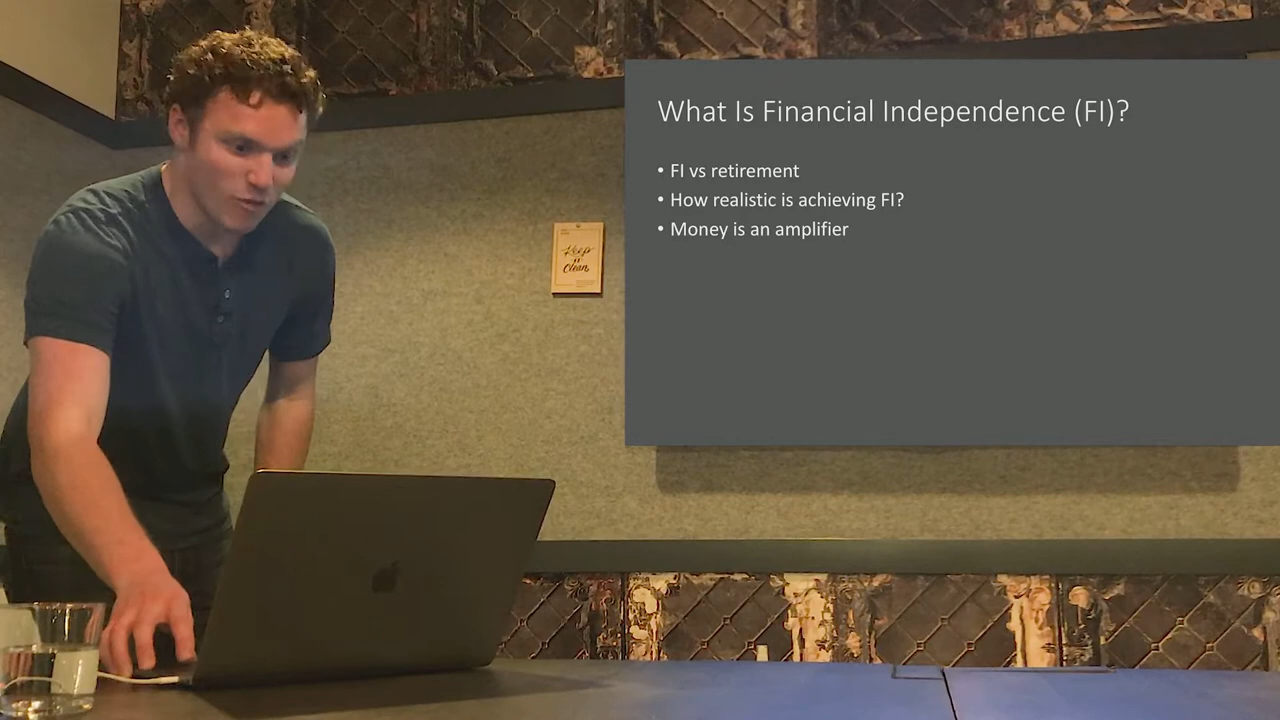 What Is Financial Independence (FI)?
• FI vs retirement
• How realistic is achieving FI?
• Money is an amplifier
Keep
it
Clean